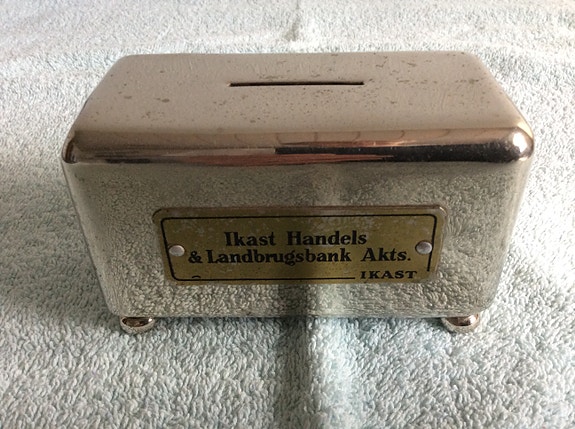 Ikast Handels
& Landbrugsbank Akts.
IKAST